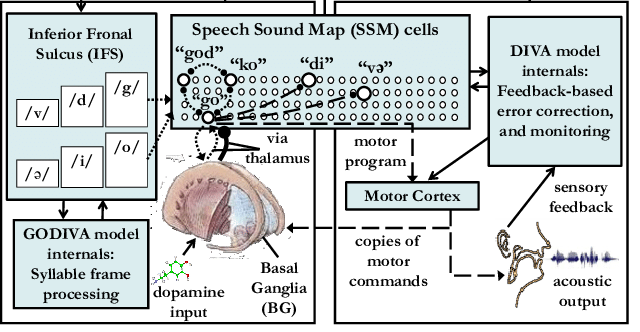 Inferior Fronal
Sulcus (IFS)
/v/
/d/
/g/
/ə/
/i/
/o/
GODIVA model
internals:
Syllable frame
processing
Speech Sound Map (SSM) cells
“god”
“ko”
“di”
“və”
“go”
via
thalamus
dopamine
input
Basal
Ganglia
(BG)
motor
program
Motor Cortex
copies of
motor
commands
DIVA model
internals:
Feedback-based
error correction,
and monitoring
sensory
feedback
acoustic
output